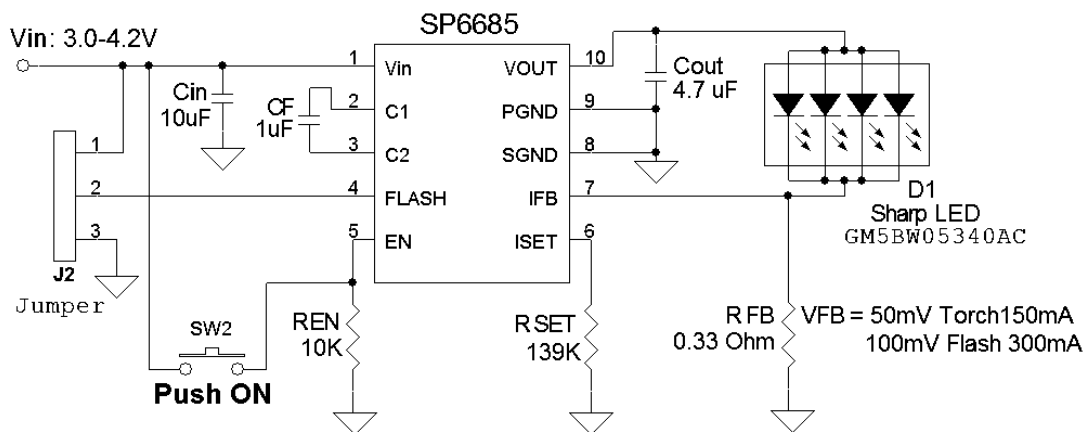 SP6685
Vin: 3.0-4.2V
1 Vin
2 C1
3 C2
4 FLASH
5 EN
VOUT 10
PGND 9
SGND 8
IFB 7
ISET 6
Cin
10uF
CF
1uF
Cout
4.7 uF
1
2
3
J2
Jumper
SW2
Push ON
REN
10K
RSET
139K
RFB
0.33 Ohm
VFB = 50mV Torch150mA
100mV Flash 300mA
D1
Sharp LED
GM5BW05340AC